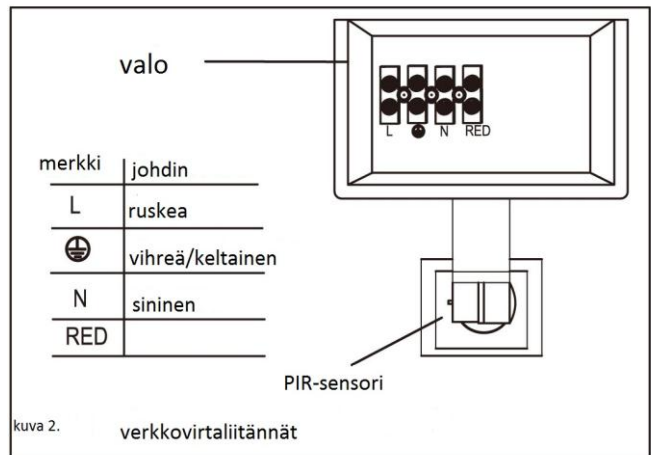 valo
L ⏚ N RED
merkki johdin
L ruskea
⏚ vihreä/keltainen
N sininen
RED
PIR-sensori
kuva 2. verkkovirtaliitännät